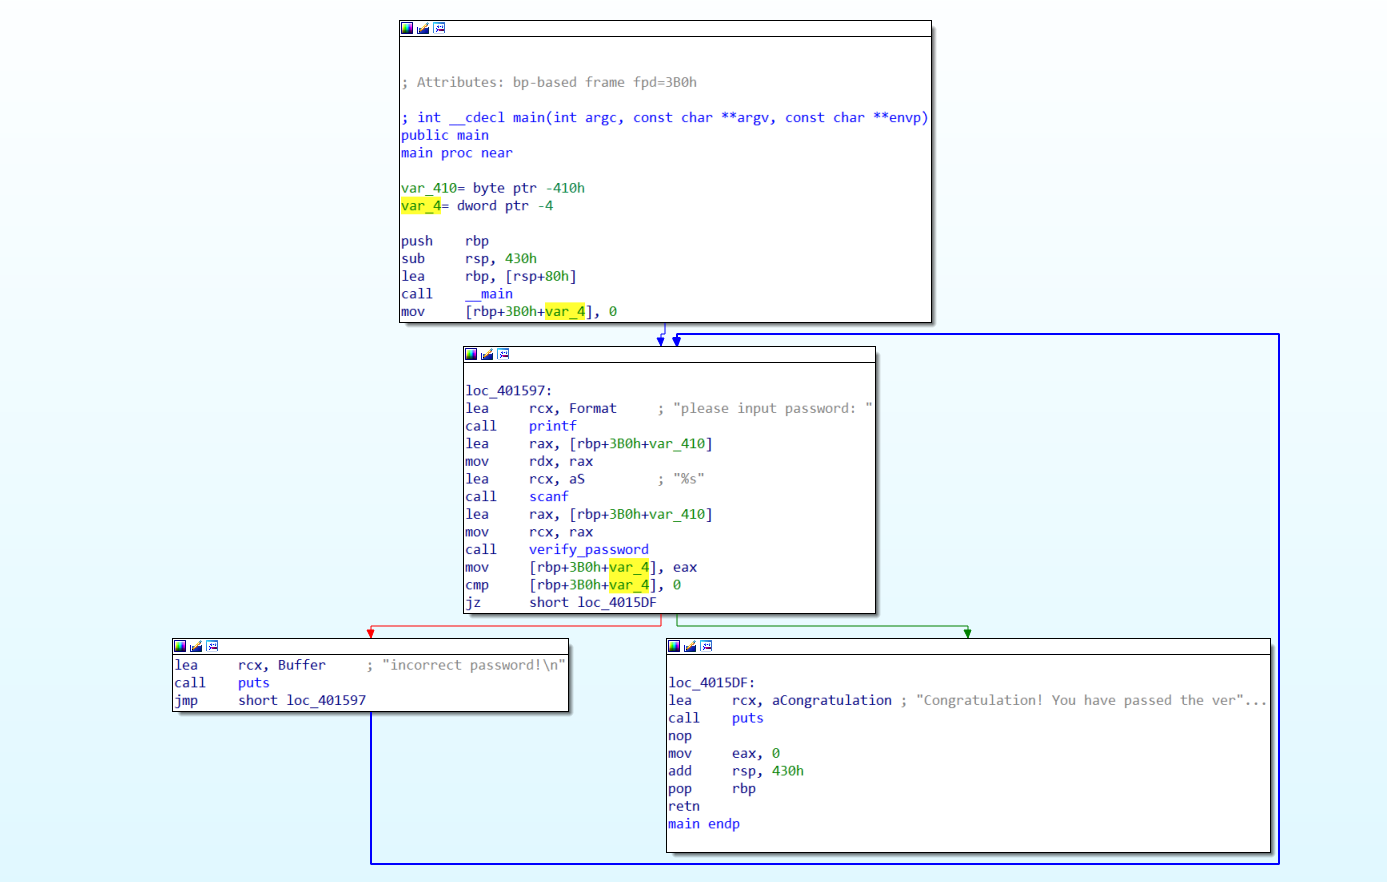 ; Attributes: bp-based frame fpd=3B0h
; int __cdecl main(int argc, const char **argv, const char **envp)
public main
main proc near
var_410= byte ptr -410h
var_4= dword ptr -4
push    rbp
sub     rsp, 430h
lea     rbp, [rsp+80h]
call    __main
mov     [rbp+3B0h+var_4], 0
loc_401597:
lea     rcx, Format     ; "please input password: "
call    printf
lea     rax, [rbp+3B0h+var_410]
mov     rdx, rax
lea     rcx, aS         ; "%s"
call    scanf
lea     rax, [rbp+3B0h+var_410]
mov     rcx, rax
call    verify_password
mov     [rbp+3B0h+var_4], eax
cmp     [rbp+3B0h+var_4], 0
jz      short loc_4015DF
lea     rcx, Buffer     ; "incorrect password!\n"
call    puts
jmp     short loc_401597
loc_4015DF:
lea     rcx, aCongratulation ; "Congratulation! You have passed the ver"...
call    puts
nop
mov     eax, 0
add     rsp, 430h
pop     rbp
retn
main endp